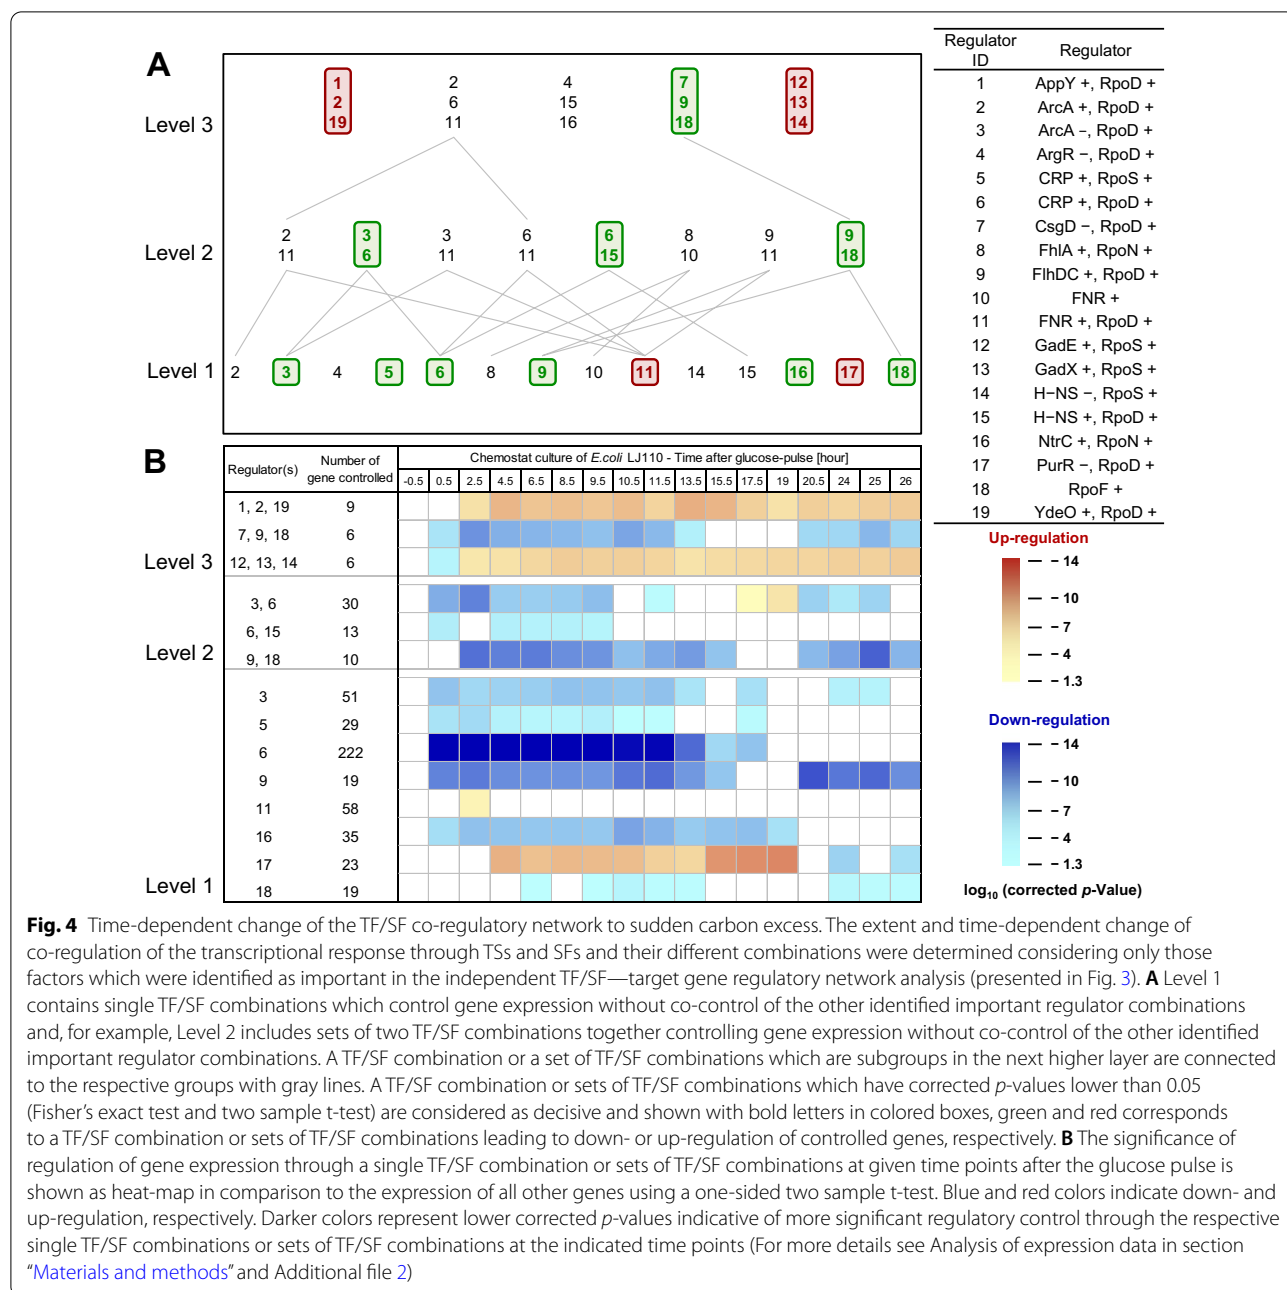 A
Level 3
1 2 4 7 12
2 6 15 9 13
19 11 16 18 14
Level 2
2 3 3 6 6 8 9 9
11 6 11 11 15 10 11 18
Level 1
2 3 4 5 6 8 9 10 11 14 15 16 17 18
Regulator ID Regulator
1 AppY +, RpoD +
2 ArcA +, RpoD +
3 ArcA −, RpoD +
4 ArgR −, RpoD +
5 CRP +, RpoS +
6 CRP +, RpoD +
7 CsgD −, RpoD +
8 FhlA +, RpoN +
9 FlhDC +, RpoD +
10 FNR +
11 FNR +, RpoD +
12 GadE +, RpoS +
13 GadX +, RpoS +
14 H−NS −, RpoS +
15 H−NS +, RpoD +
16 NtrC +, RpoN +
17 PurR −, RpoD +
18 RpoF +
19 YdeO +, RpoD +
B
Regulator(s) Number of gene controlled
Chemostat culture of E.coli LJ110 - Time after glucose-pulse [hour]
-0.5 0.5 2.5 4.5 6.5 8.5 9.5 10.5 11.5 13.5 15.5 17.5 19 20.5 24 25 26
1, 2, 19 9
7, 9, 18 6
Level 3 12, 13, 14 6
3, 6 30
6, 15 13
Level 2 9, 18 10
3 51
5 29
6 222
9 19
11 58
16 35
17 23
Level 1 18 19
Up-regulation
− 14
− 10
− 7
− 4
− 1.3
Down-regulation
− 14
− 10
− 7
− 4
− 1.3
log10 (corrected p-Value)
Fig. 4 Time-dependent change of the TF/SF co-regulatory network to sudden carbon excess. The extent and time-dependent change of
co-regulation of the transcriptional response through TSs and SFs and their different combinations were determined considering only those
factors which were identified as important in the independent TF/SF—target gene regulatory network analysis (presented in Fig. 3). A Level 1
contains single TF/SF combinations which control gene expression without co-control of the other identified important regulator combinations
and, for example, Level 2 includes sets of two TF/SF combinations together controlling gene expression without co-control of the other identified
important regulator combinations. A TF/SF combination or a set of TF/SF combinations which are subgroups in the next higher layer are connected
to the respective groups with gray lines. A TF/SF combination or sets of TF/SF combinations which have corrected p-values lower than 0.05
(Fisher's exact test and two sample t-test) are considered as decisive and shown with bold letters in colored boxes, green and red corresponds
to a TF/SF combination or sets of TF/SF combinations leading to down- or up-regulation of controlled genes, respectively. B The significance of
regulation of gene expression through a single TF/SF combination or sets of TF/SF combinations at given time points after the glucose pulse is
shown as heat-map in comparison to the expression of all other genes using a one-sided two sample t-test. Blue and red colors indicate down- and
up-regulation, respectively. Darker colors represent lower corrected p-values indicative of more significant regulatory control through the respective
single TF/SF combinations or sets of TF/SF combinations at the indicated time points (For more details see Analysis of expression data in section
"Materials and methods" and Additional file 2)